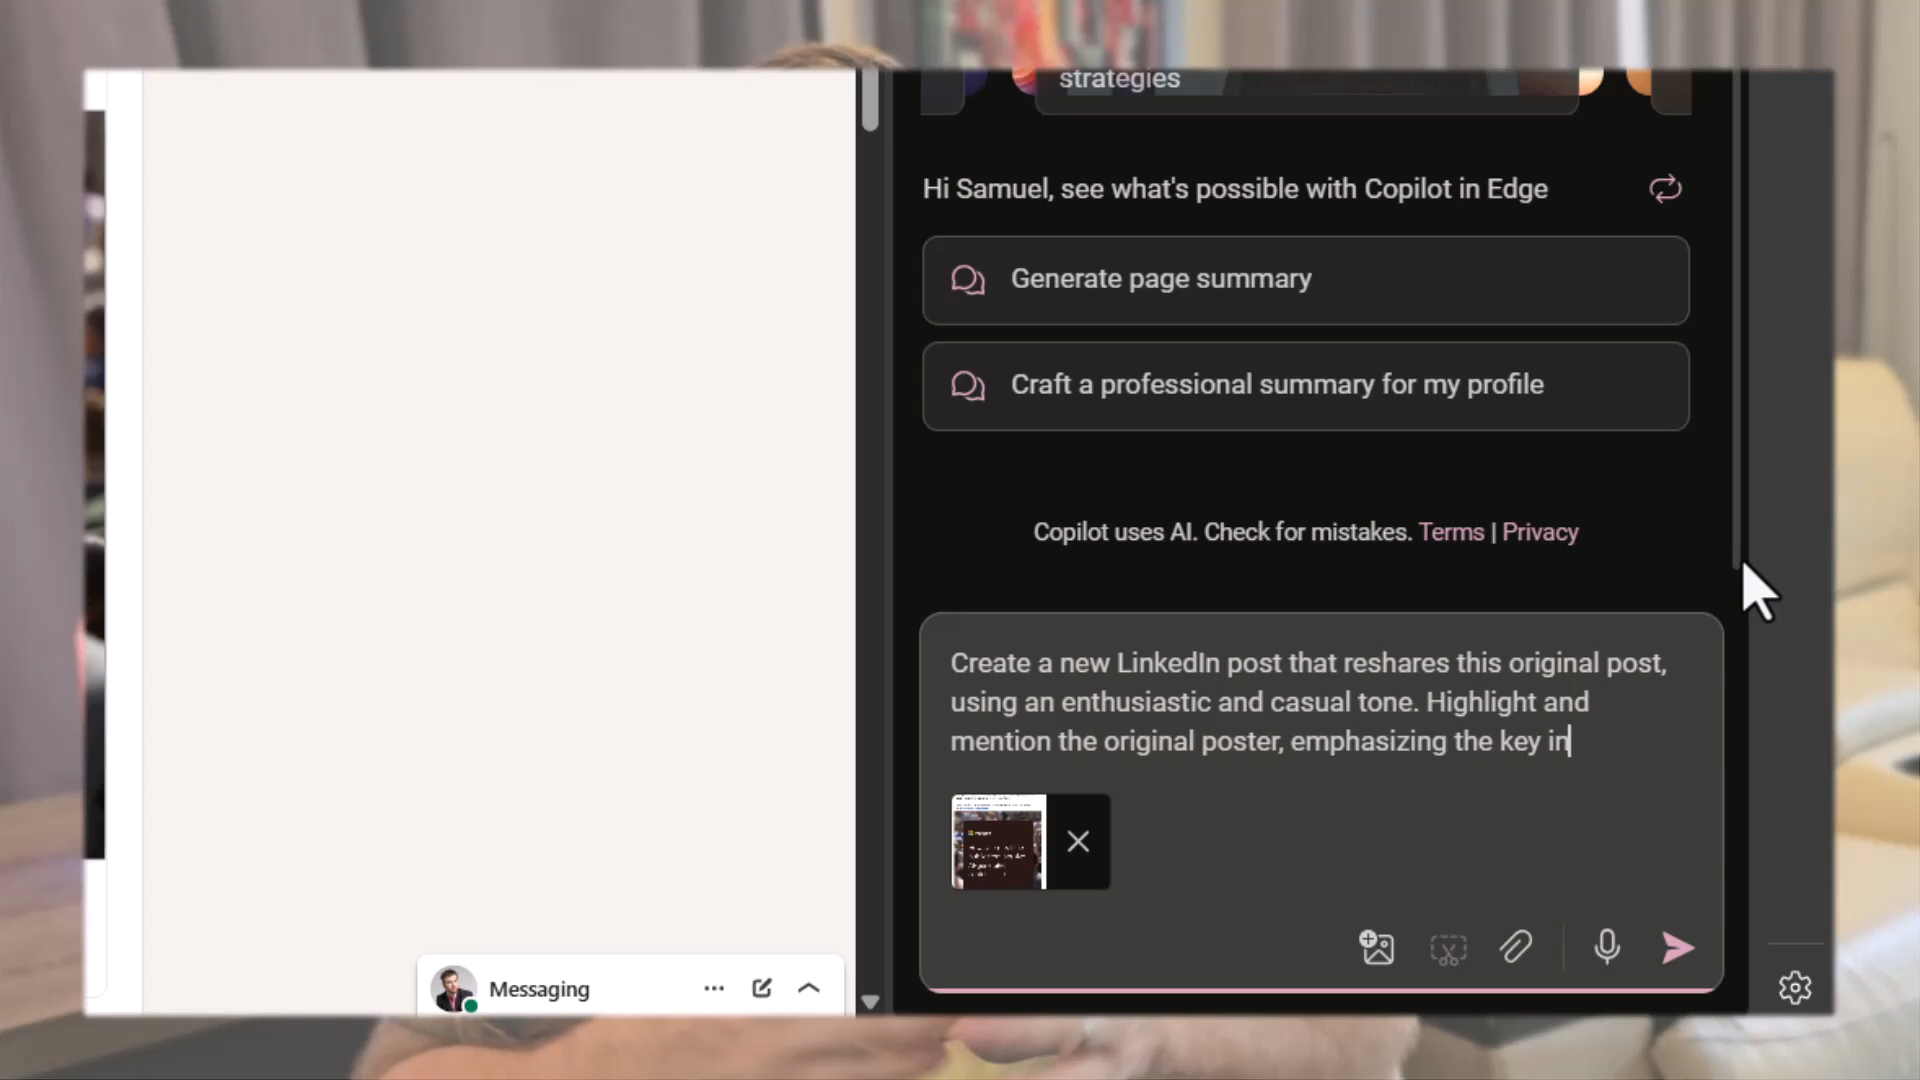 strategies
Hi Samuel, see what's possible with Copilot in Edge
Generate page summary
Craft a professional summary for my profile
Copilot uses AI. Check for mistakes. Terms | Privacy
Create a new LinkedIn post that reshares this original post,
using an enthusiastic and casual tone. Highlight and
mention the original poster, emphasizing the key in
Messaging